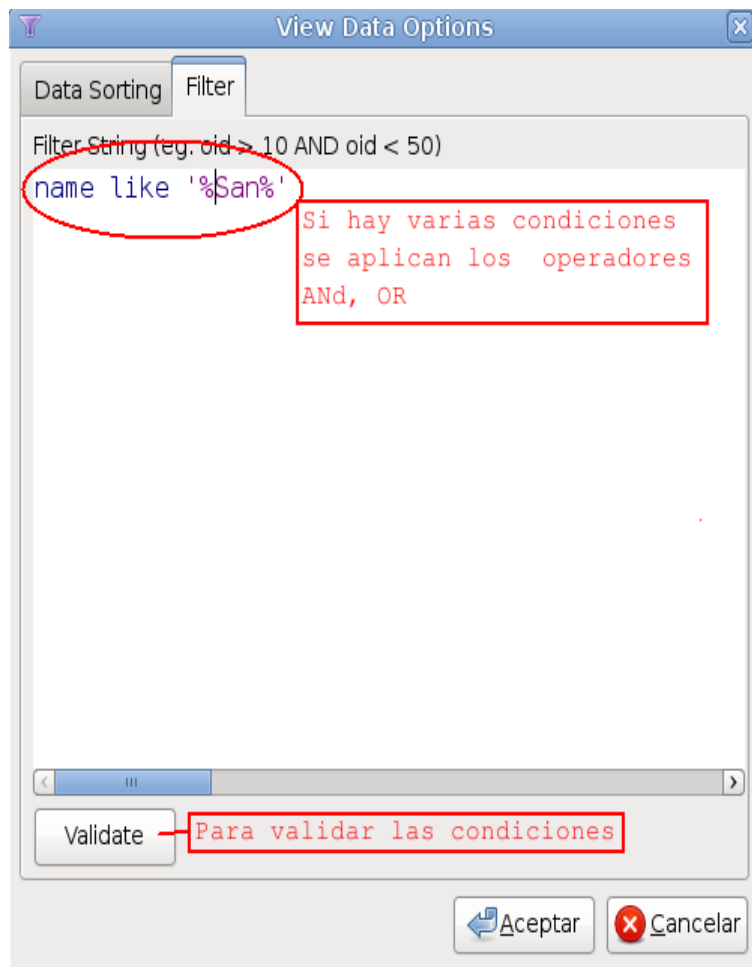 View Data Options
Data Sorting Filter
Filter String (eg. oid > 10 AND oid < 50)
name like '%San%'
Si hay varias condiciones
se aplican los operadores
ANd, OR
Validate Para validar las condiciones
Aceptar Cancelar